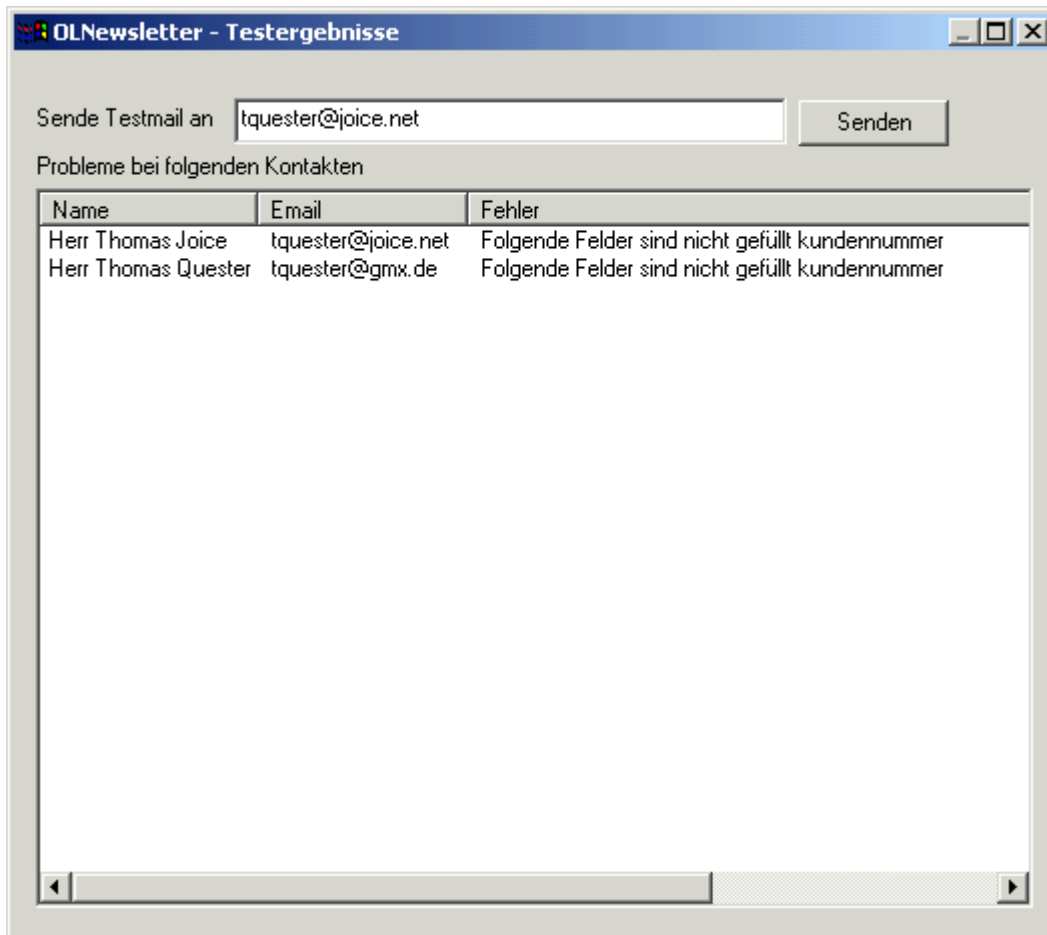 OLNewsletter - Testergebnisse
Sende Testmail an tquester@joice.net Senden
Probleme bei folgenden Kontakten
Name Email Fehler
Herr Thomas Joice tquester@joice.net Folgende Felder sind nicht gefüllt kundennummer
Herr Thomas Quester tquester@gmx.de Folgende Felder sind nicht gefüllt kundennummer